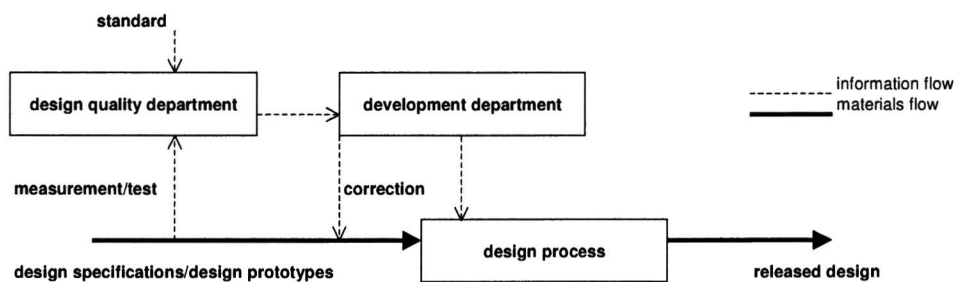 standard
design quality department
development department
information flow
materials flow
measurement/test
correction
design process
design specifications/design prototypes
released design